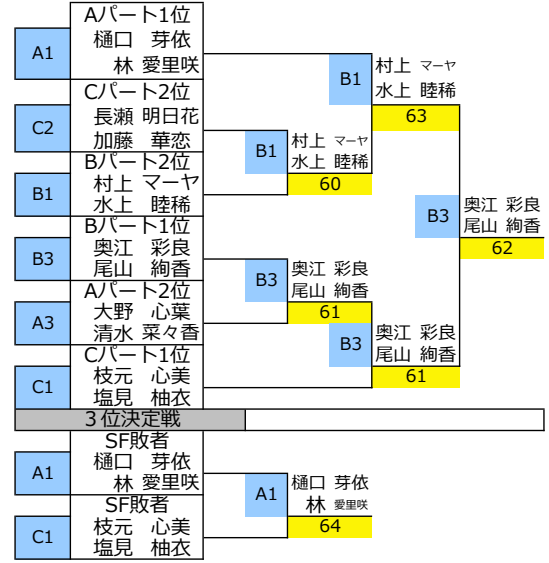 A1
Aパート1位
樋口 芽依
林 愛里咲
C2
Cパート2位
長瀬 明日花
加藤 華恋
B1
Bパート2位
村上 マーヤ
水上 睦稀
B3
Bパート1位
奥江 彩良
尾山 絢香
A3
Aパート2位
大野 心葉
清水 菜々香
C1
Cパート1位
枝元 心美
塩見 柚衣
B1
村上 マーヤ
水上 睦稀
60
B3
奥江 彩良
尾山 絢香
61
B1
村上 マーヤ
水上 睦稀
63
B3
奥江 彩良
尾山 絢香
61
B3
奥江 彩良
尾山 絢香
62
3位決定戦
A1
SF敗者
樋口 芽依
林 愛里咲
C1
SF敗者
枝元 心美
塩見 柚衣
A1
樋口 芽依
林 愛里咲
64